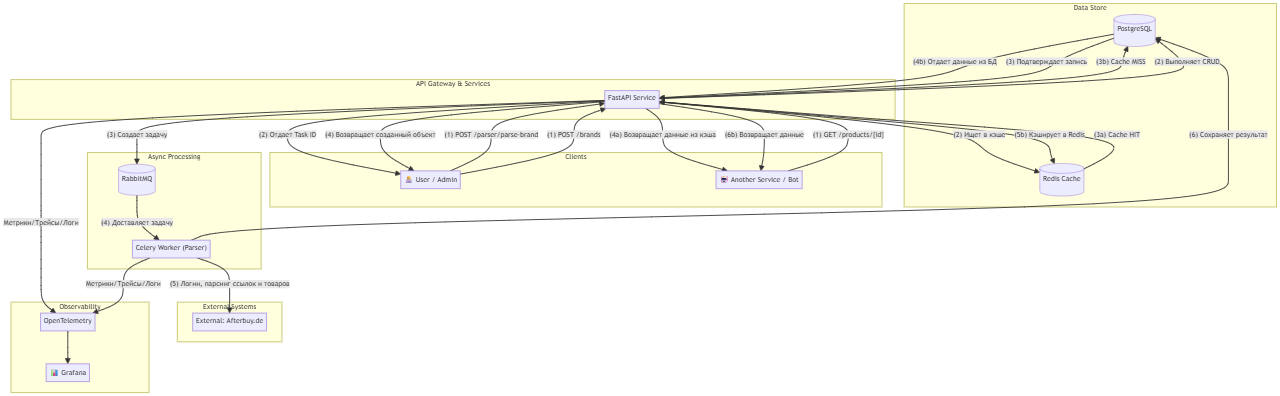 Data Store
PostgreSQL
(4b) Отдает данные из БД
(3) Подтверждает запись
(3b) Cache MISS
(2) Выполняет CRUD
API Gateway & Services
FastAPI Service
(3) Создает задачу
(2) Отдает Task ID
(4) Возвращает созданный объект
(1) POST /parser/parse-brand
(1) POST /brands
(4a) Возвращает данные из кэша
(6b) Возвращает данные
(1) GET /products/[id]
(2) Ищет в кэше
(5b) Кэширует в Redis
(3a) Cache HIT
(6) Сохраняет результат
Async Processing
Clients
RabbitMQ
User / Admin
Another Service / Bot
Redis Cache
Метрики/Трейсы/Логи
(4) Доставляет задачу
Celery Worker (Parser)
Метрики/Трейсы/Логи
(5) Логин, парсинг ссылок и товаров
Observability
External Systems
OpenTelemetry
External: Afterbuy.de
Grafana